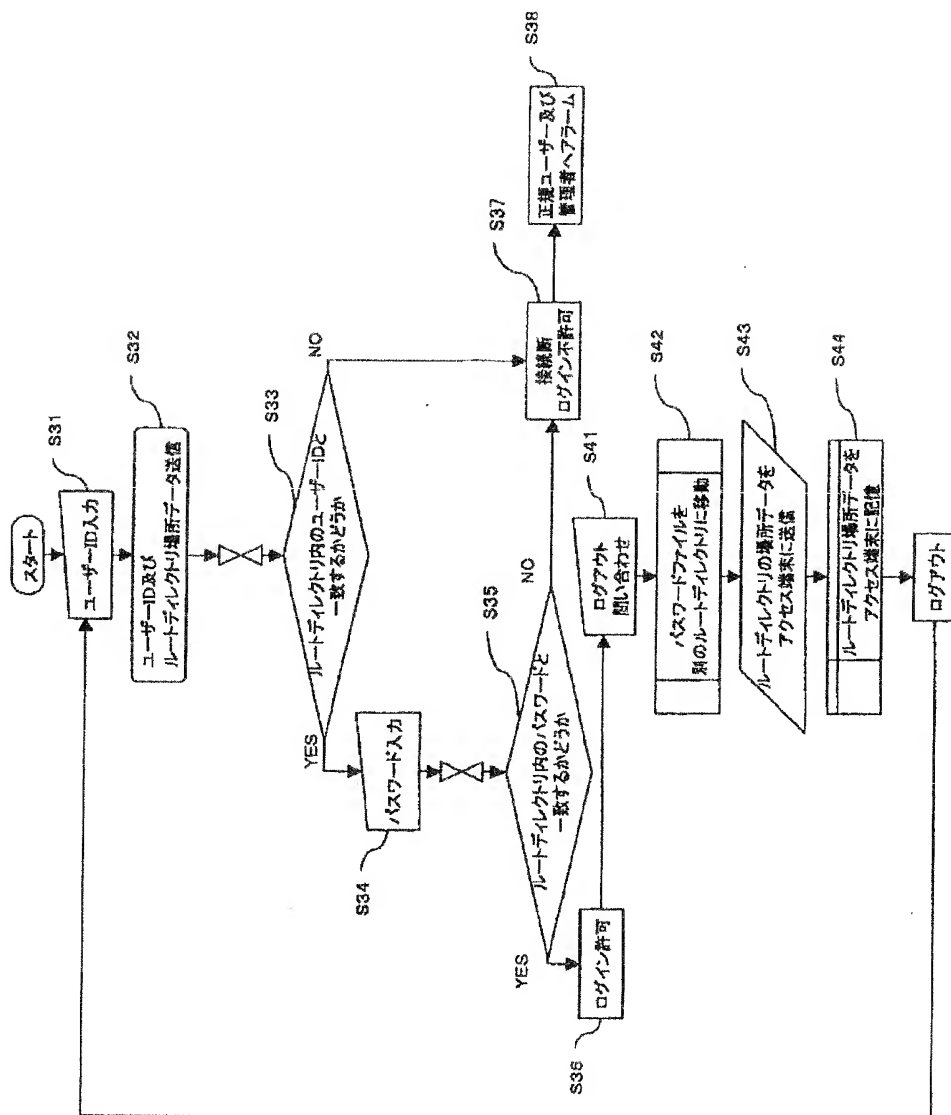 スタート
S31
ユーザーID入力
S32
ユーザーID及び
ルートディレクトリ場所データ送信
S33
ルートディレクトリ内のユーザーIDと
一致するかどうか
NO
YES
S34
パスワード入力
S35
ルートディレクトリ内のパスワードと
一致するかどうか
NO
YES
S36
ログイン許可
S37
接続断
ログイン不許可
S38
正規ユーザー及び
管理者へアラーム
S41
ログアウト
問い合わせ
S42
パスワードファイルを
別のルートディレクトリに移動
S43
ルートディレクトリの場所データを
アクセス端末に送信
S44
ルートディレクトリ場所データを
アクセス端末に記憶
ログアウト